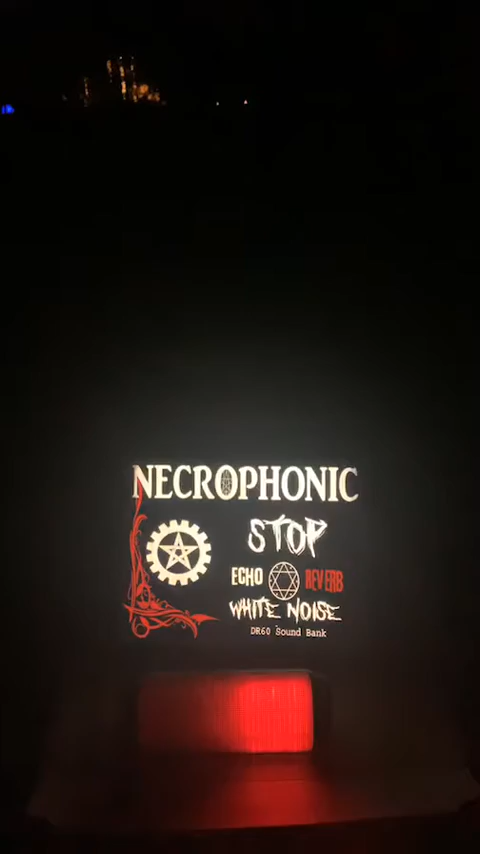 NECROPHONIC
STOP
ECHO REVERB
WHITE NOISE
DR60 Sound Bank